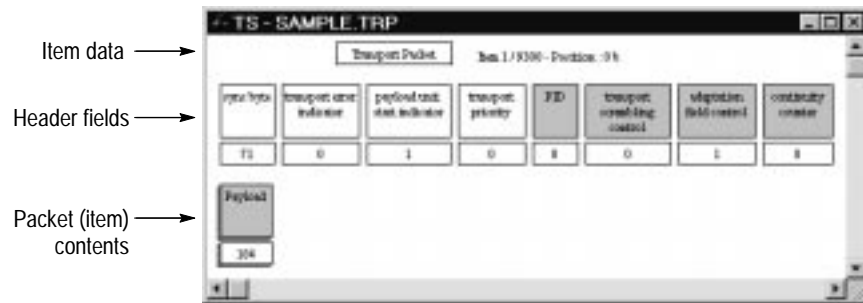 TS - SAMPLE.TRP
Item data
Transport Packet
Item 1 / 9300 - Position : 0 %
Header fields
sync byte
transport error indicator
payload unit start indicator
transport priority
PID
transport scrambling control
adaptation field control
continuity counter
71
0
1
0
0
0
1
0
Packet (item) contents
Payload
184